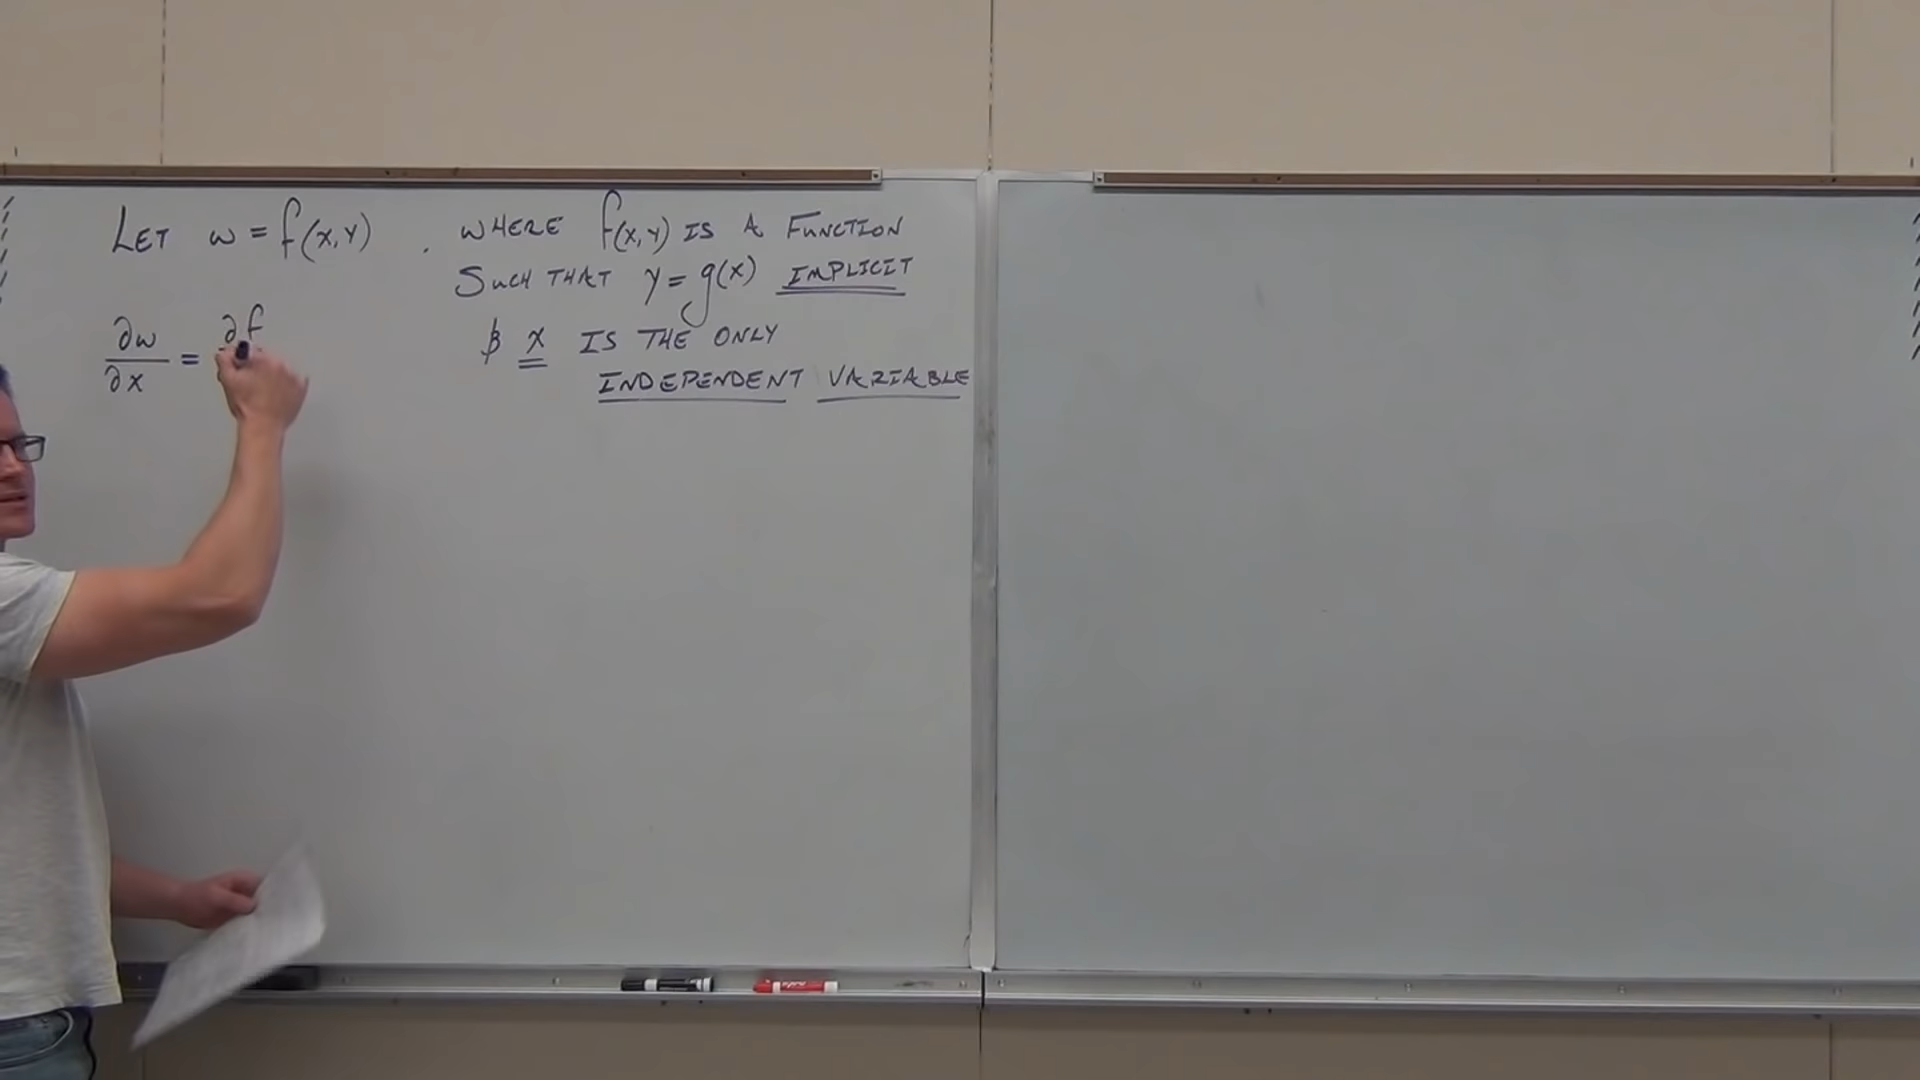 LET w = f(x,y) . WHERE f(x,y) IS A FUNCTION
SUCH THAT y = g(x) IMPLICIT
& x IS THE ONLY
INDEPENDENT VARIABLE
∂w/∂x = ∂f